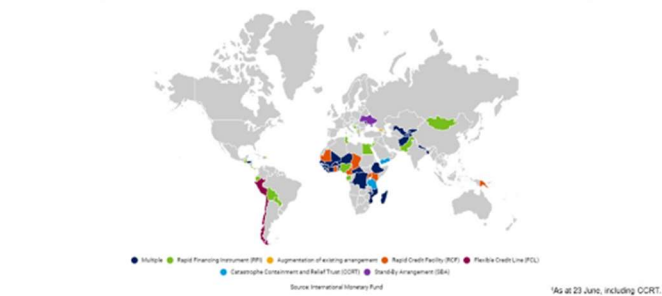 Multiple Rapid Financing Instrument (RFI) Augmentation of existing arrangement Rapid Credit Facility (RCF) Flexible Credit Line (FCL)
Catastrophe Containment and Relief Trust (CCRT) Stand-By Arrangement (SBA)
Source: International Monetary Fund
¹As at 23 June, including CCRT.